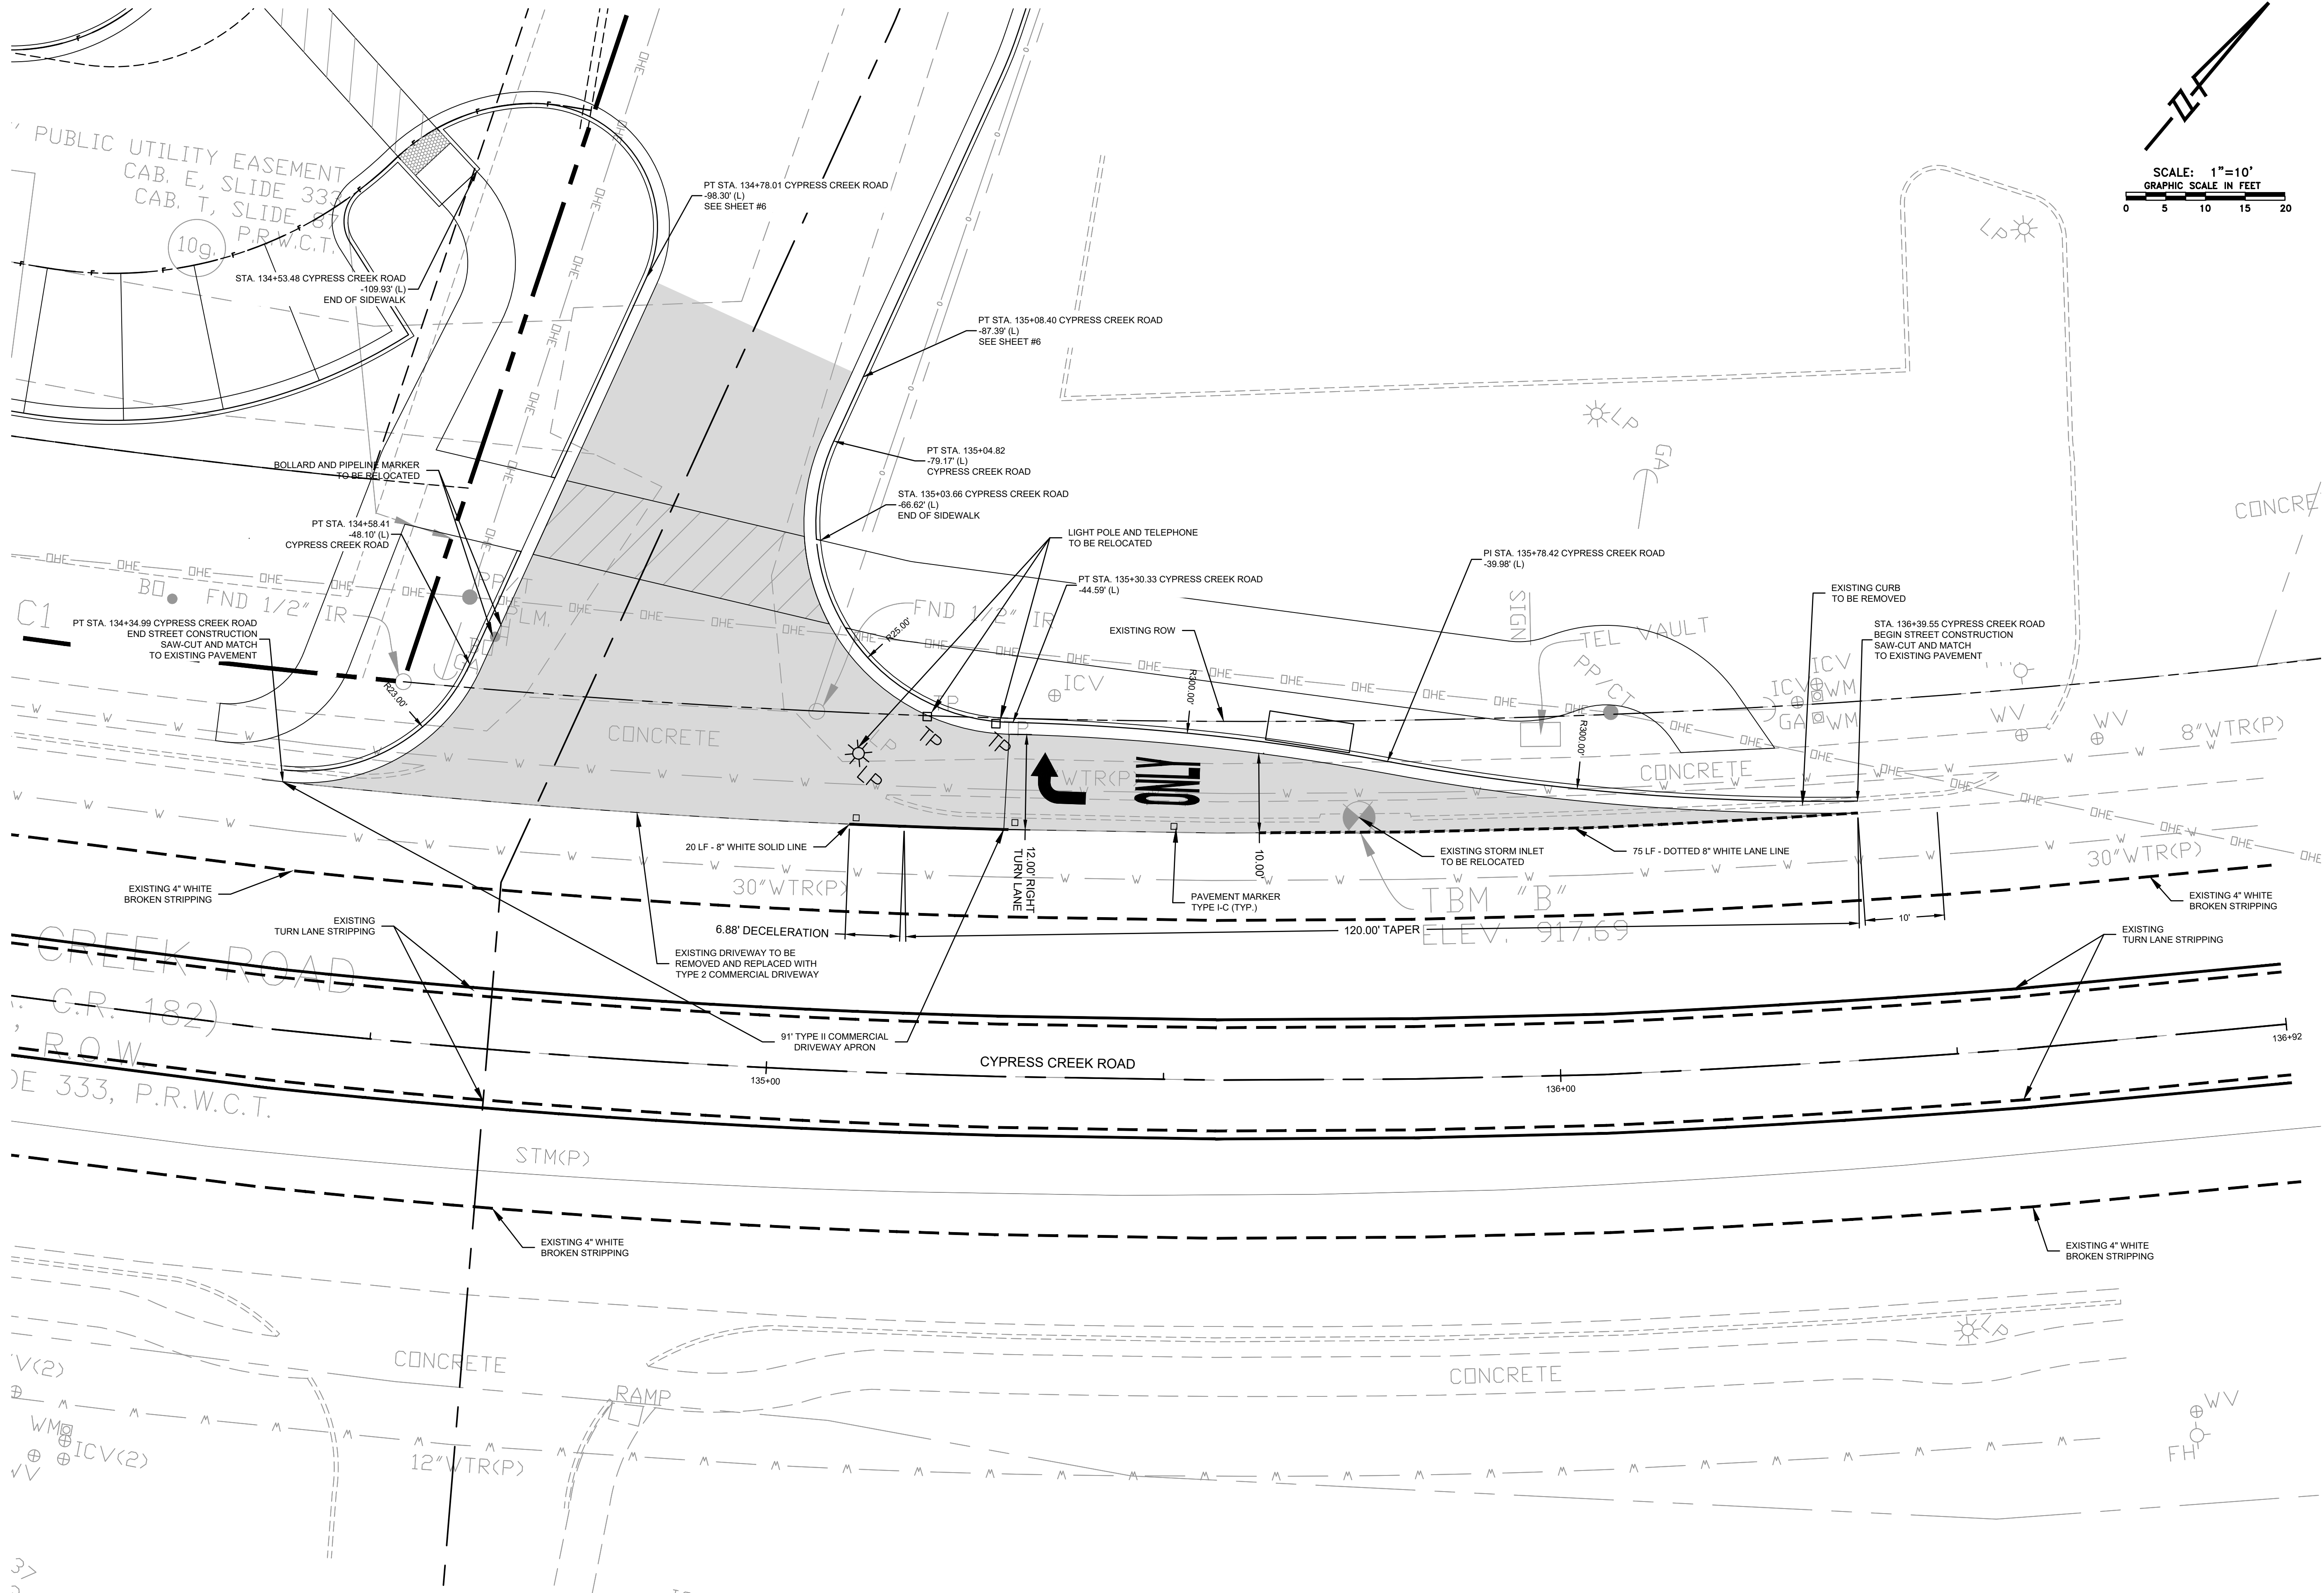 SCALE: 1"=10'
GRAPHIC SCALE IN FEET
0 5 10 15 20
PUBLIC UTILITY EASEMENT
CAB. E, SLIDE 333
CAB. T, SLIDE 87
P.R.W.C.T.
10g.
PT STA. 134+78.01 CYPRESS CREEK ROAD
-98.30' (L)
SEE SHEET #6
STA. 134+53.48 CYPRESS CREEK ROAD
-109.93' (L)
END OF SIDEWALK
PT STA. 135+08.40 CYPRESS CREEK ROAD
-87.39' (L)
SEE SHEET #6
LP
LP
GA
PT STA. 135+04.82
-79.17' (L)
CYPRESS CREEK ROAD
BOLLARD AND PIPELINE MARKER
TO BE RELOCATED
STA. 135+03.66 CYPRESS CREEK ROAD
-66.62' (L)
END OF SIDEWALK
PT STA. 134+58.41
-48.10' (L)
CYPRESS CREEK ROAD
LIGHT POLE AND TELEPHONE
TO BE RELOCATED
PI STA. 135+78.42 CYPRESS CREEK ROAD
-39.98' (L)
PT STA. 135+30.33 CYPRESS CREEK ROAD
-44.59' (L)
EXISTING CURB
TO BE REMOVED
OHE OHE OHE OHE OHE OHE
FND 1/2" IR
FND 1/2" IR
C1
PT STA. 134+34.99 CYPRESS CREEK ROAD
END STREET CONSTRUCTION
SAW-CUT AND MATCH
TO EXISTING PAVEMENT
EXISTING ROW
SIGN
TEL VAULT
STA. 136+39.55 CYPRESS CREEK ROAD
BEGIN STREET CONSTRUCTION
SAW-CUT AND MATCH
TO EXISTING PAVEMENT
R25.00'
R23.00'
R300.00'
R300.00'
ICV
ICV
ICV
WM
GA
WM
WV
WV
8"WTR(P)
CONCRETE
TP
TP
LP
ONLY
WTR(P)
CONCRETE
20 LF - 8" WHITE SOLID LINE
12.00' RIGHT
TURN LANE
10.00'
EXISTING STORM INLET
TO BE RELOCATED
75 LF - DOTTED 8" WHITE LANE LINE
30"WTR(P)
30"WTR(P)
EXISTING 4" WHITE
BROKEN STRIPPING
PAVEMENT MARKER
TYPE I-C (TYP.)
TBM "B"
ELEV. 917.69
EXISTING 4" WHITE
BROKEN STRIPPING
EXISTING
TURN LANE STRIPPING
6.88' DECELERATION
120.00' TAPER
10'
EXISTING
TURN LANE STRIPPING
EXISTING DRIVEWAY TO BE
REMOVED AND REPLACED WITH
TYPE 2 COMMERCIAL DRIVEWAY
CREEK ROAD
C.R. 182)
R.O.W.
333, P.R.W.C.T.
91' TYPE II COMMERCIAL
DRIVEWAY APRON
CYPRESS CREEK ROAD
135+00
136+00
136+92
STM(P)
EXISTING 4" WHITE
BROKEN STRIPPING
EXISTING 4" WHITE
BROKEN STRIPPING
CONCRETE
CONCRETE
RAMP
LP
WM
ICV(2)
12"WTR(P)
WV
FH